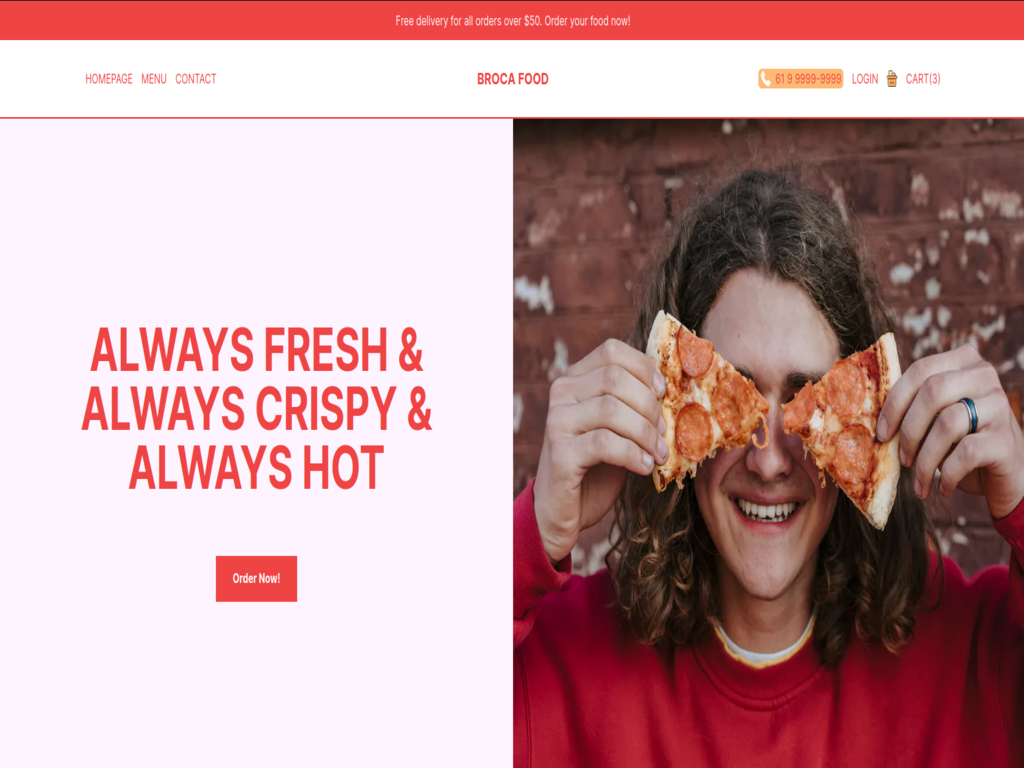 Free delivery for all orders over $50. Order your food now!
HOMEPAGE MENU CONTACT
BROCA FOOD
61 9 9999-9999 LOGIN CART(3)
ALWAYS FRESH &
ALWAYS CRISPY &
ALWAYS HOT
Order Now!